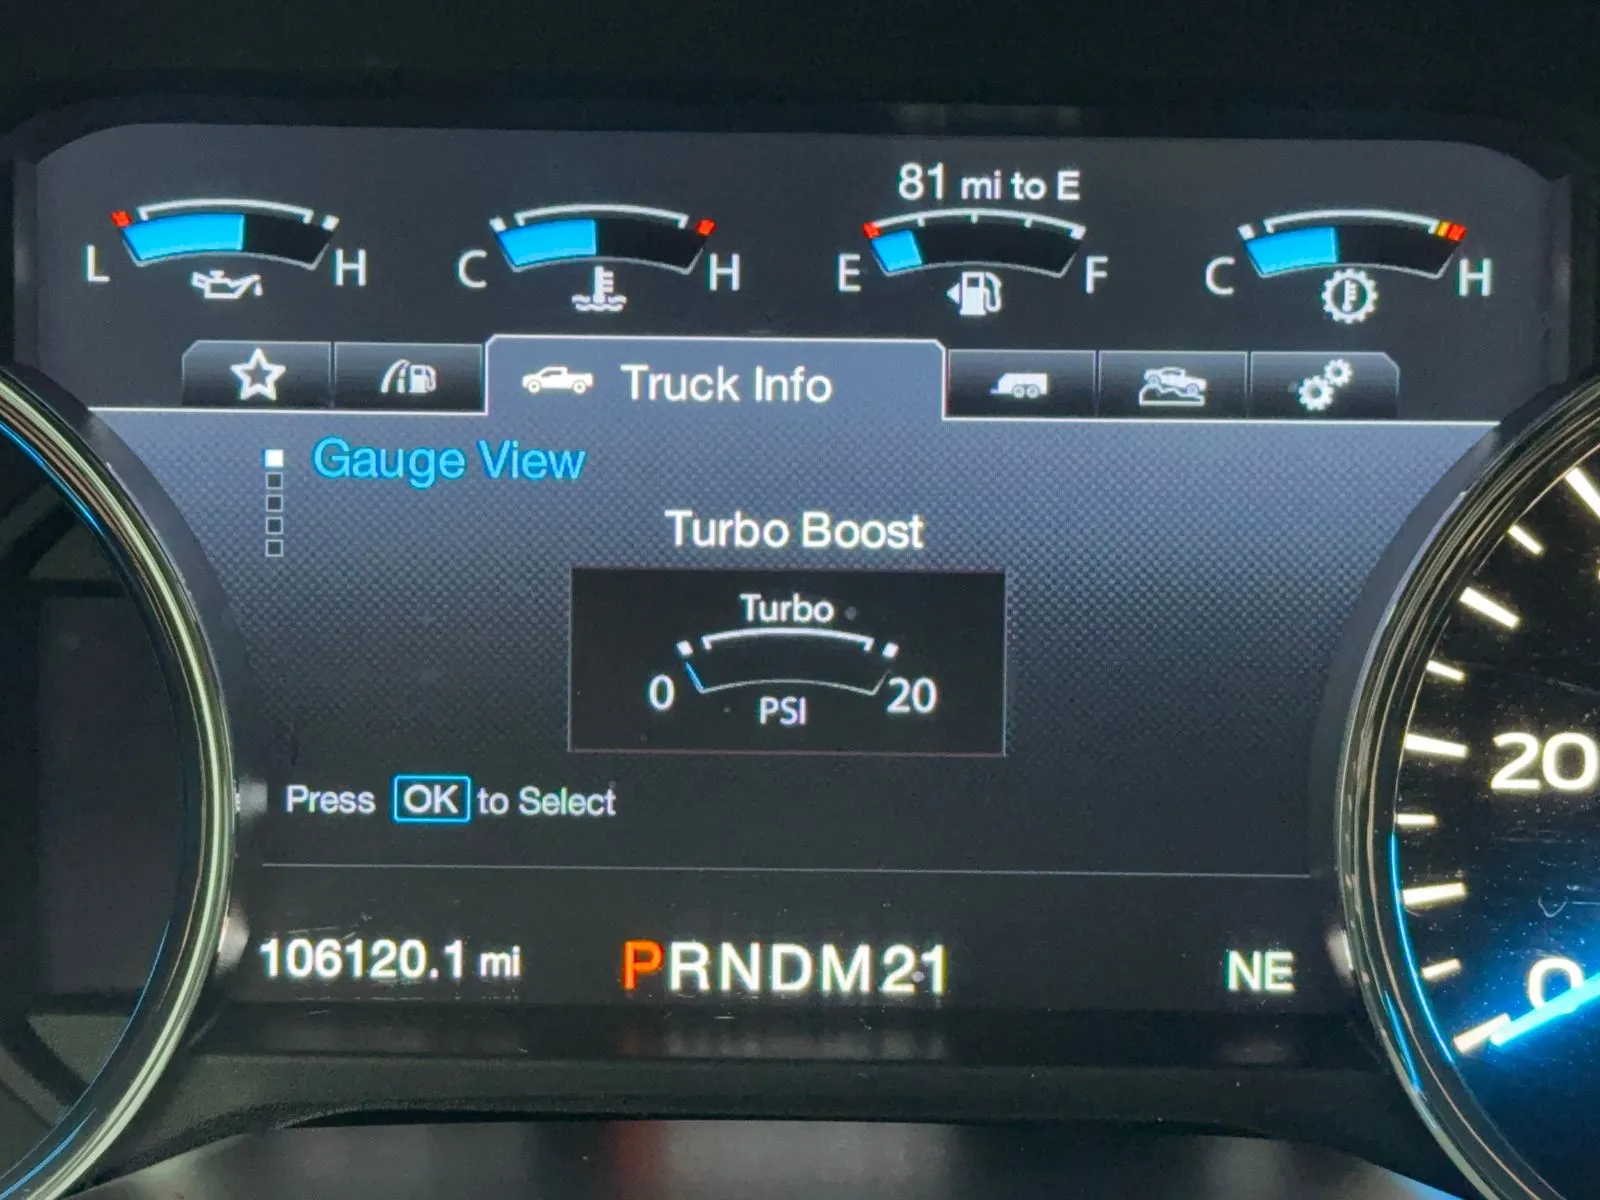 81 mi to E
L H C H E F C H
Truck Info
Gauge View
Turbo Boost
Turbo
0 20
PSI
Press OK to Select
20
106120.1 mi PRNDM21 NE
0